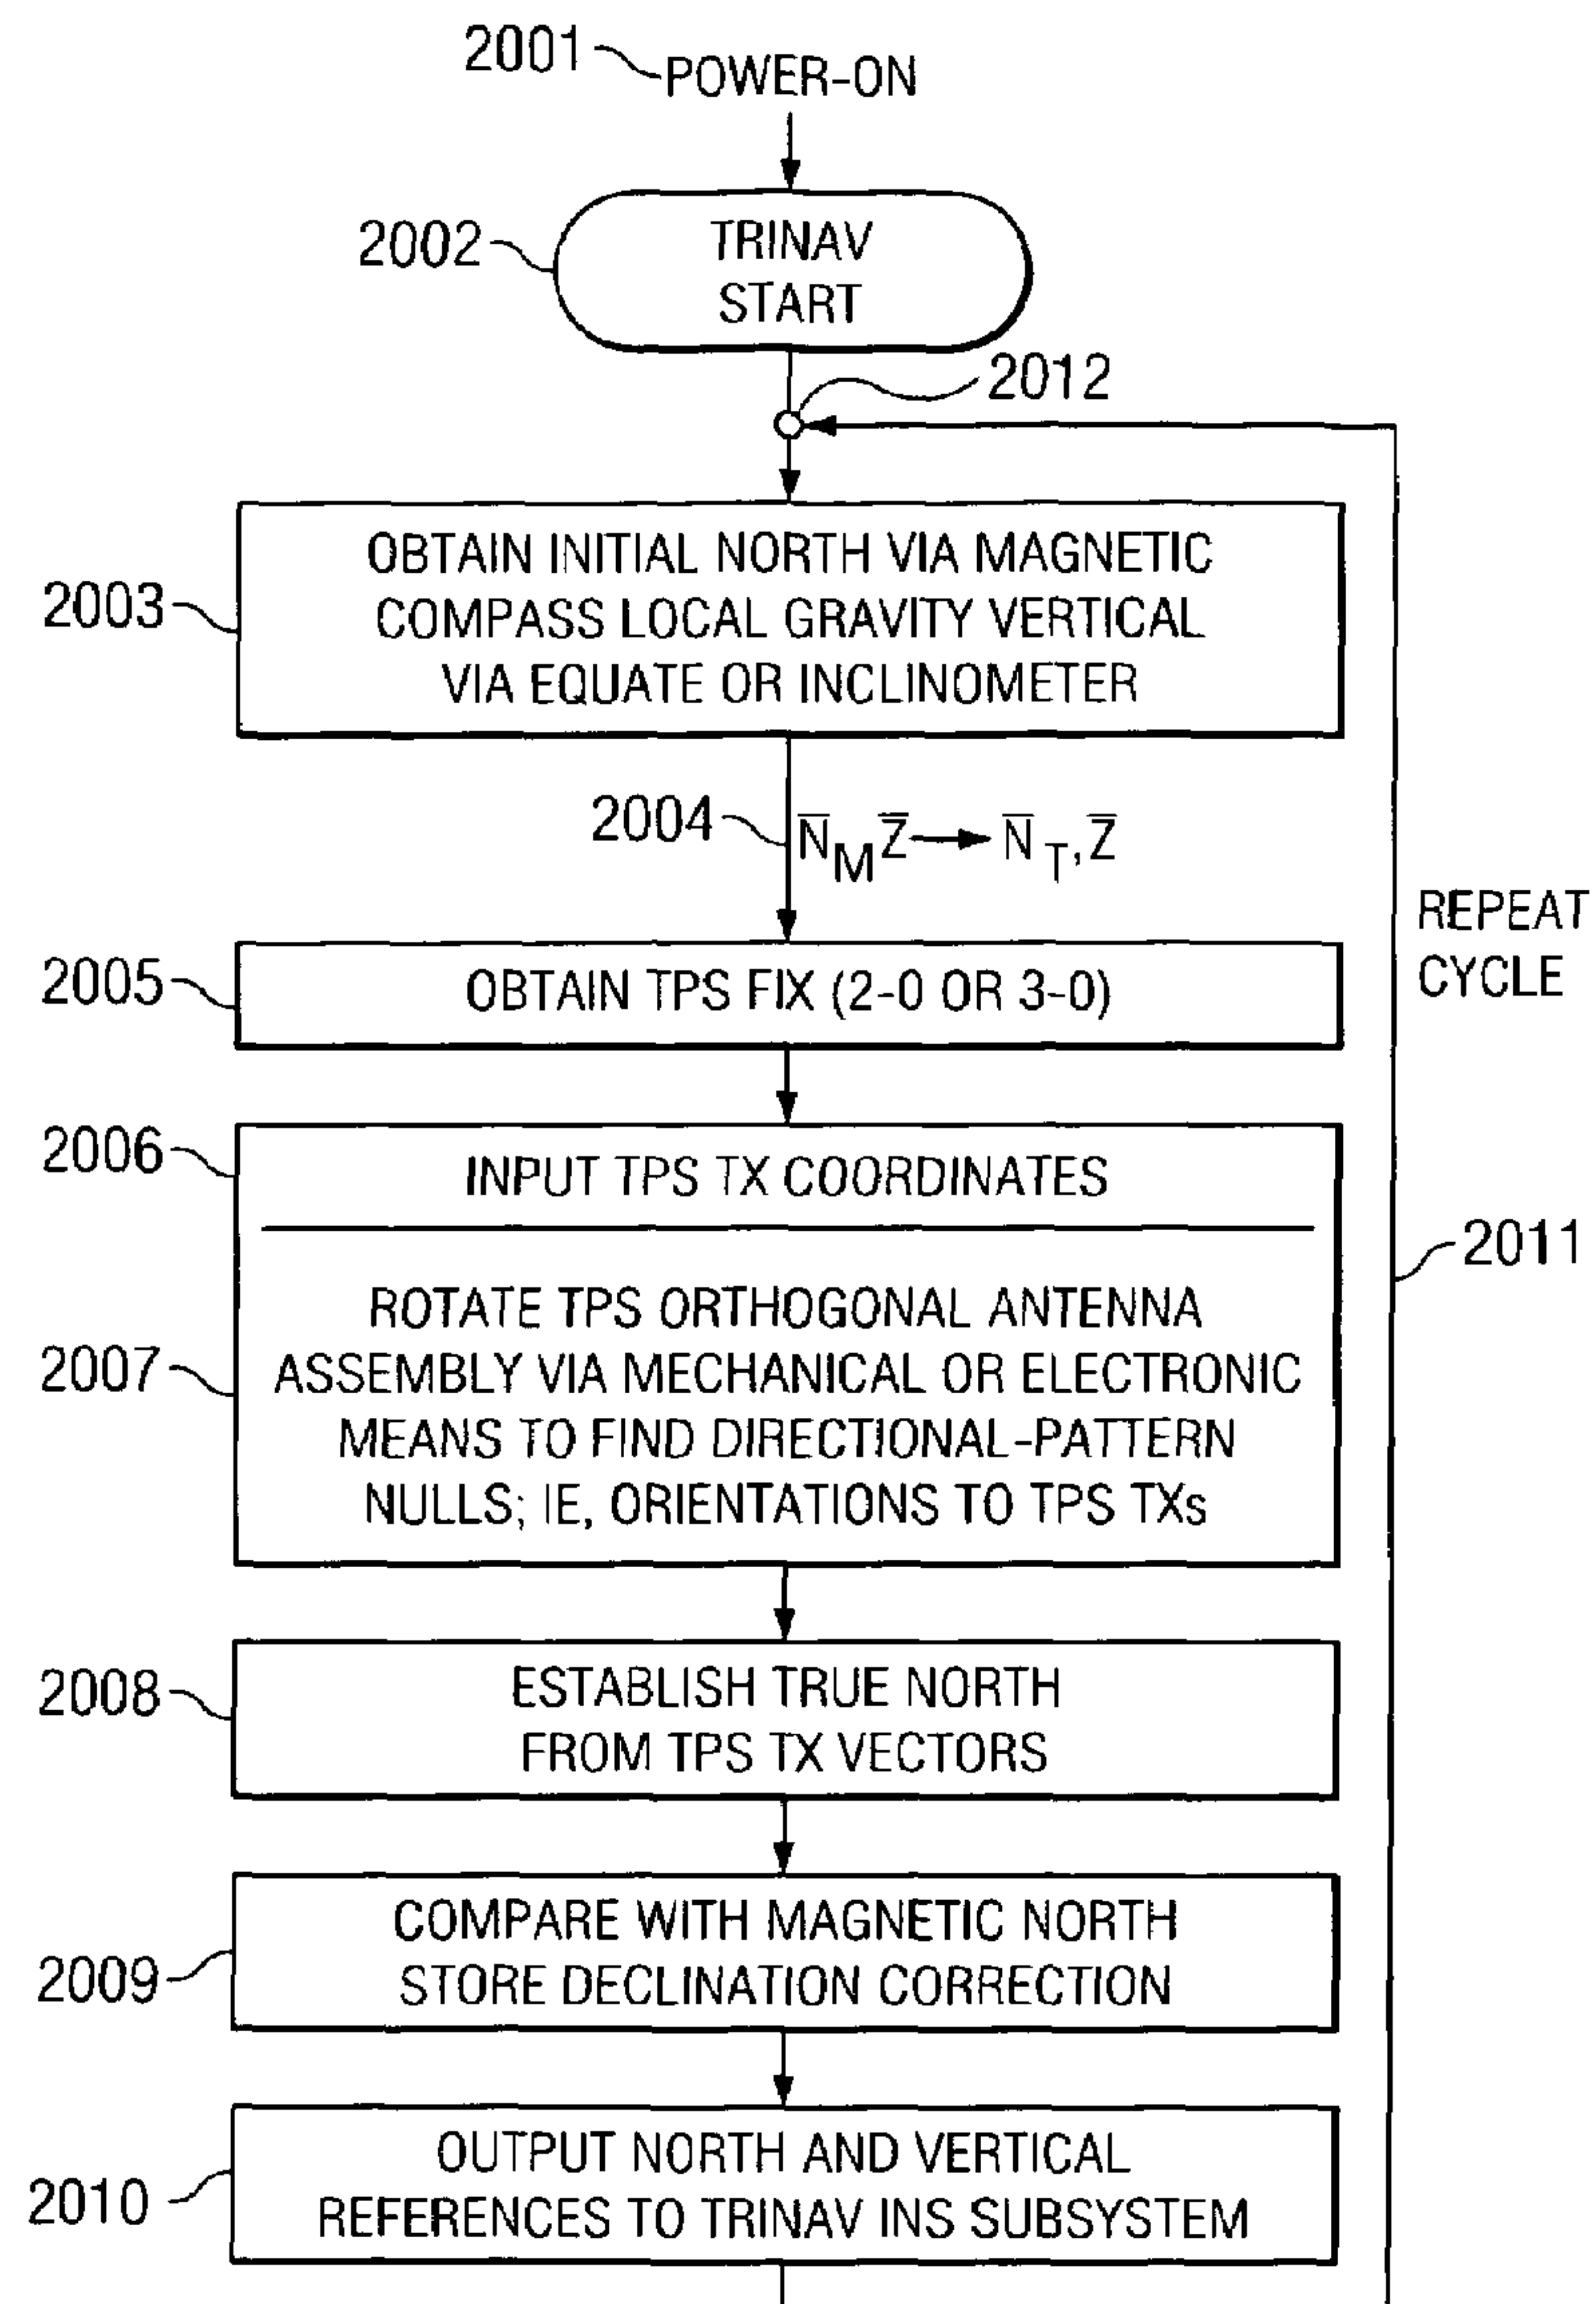 2001
POWER-ON
2002
TRINAV
START
2012
2003
OBTAIN INITIAL NORTH VIA MAGNETIC
COMPASS LOCAL GRAVITY VERTICAL
VIA EQUATE OR INCLINOMETER
2004
N̅M Z̅ → N̅T, Z̅
REPEAT
CYCLE
2005
OBTAIN TPS FIX (2-0 OR 3-0)
2006
INPUT TPS TX COORDINATES
2011
2007
ROTATE TPS ORTHOGONAL ANTENNA
ASSEMBLY VIA MECHANICAL OR ELECTRONIC
MEANS TO FIND DIRECTIONAL-PATTERN
NULLS; IE, ORIENTATIONS TO TPS TXs
2008
ESTABLISH TRUE NORTH
FROM TPS TX VECTORS
2009
COMPARE WITH MAGNETIC NORTH
STORE DECLINATION CORRECTION
2010
OUTPUT NORTH AND VERTICAL
REFERENCES TO TRINAV INS SUBSYSTEM